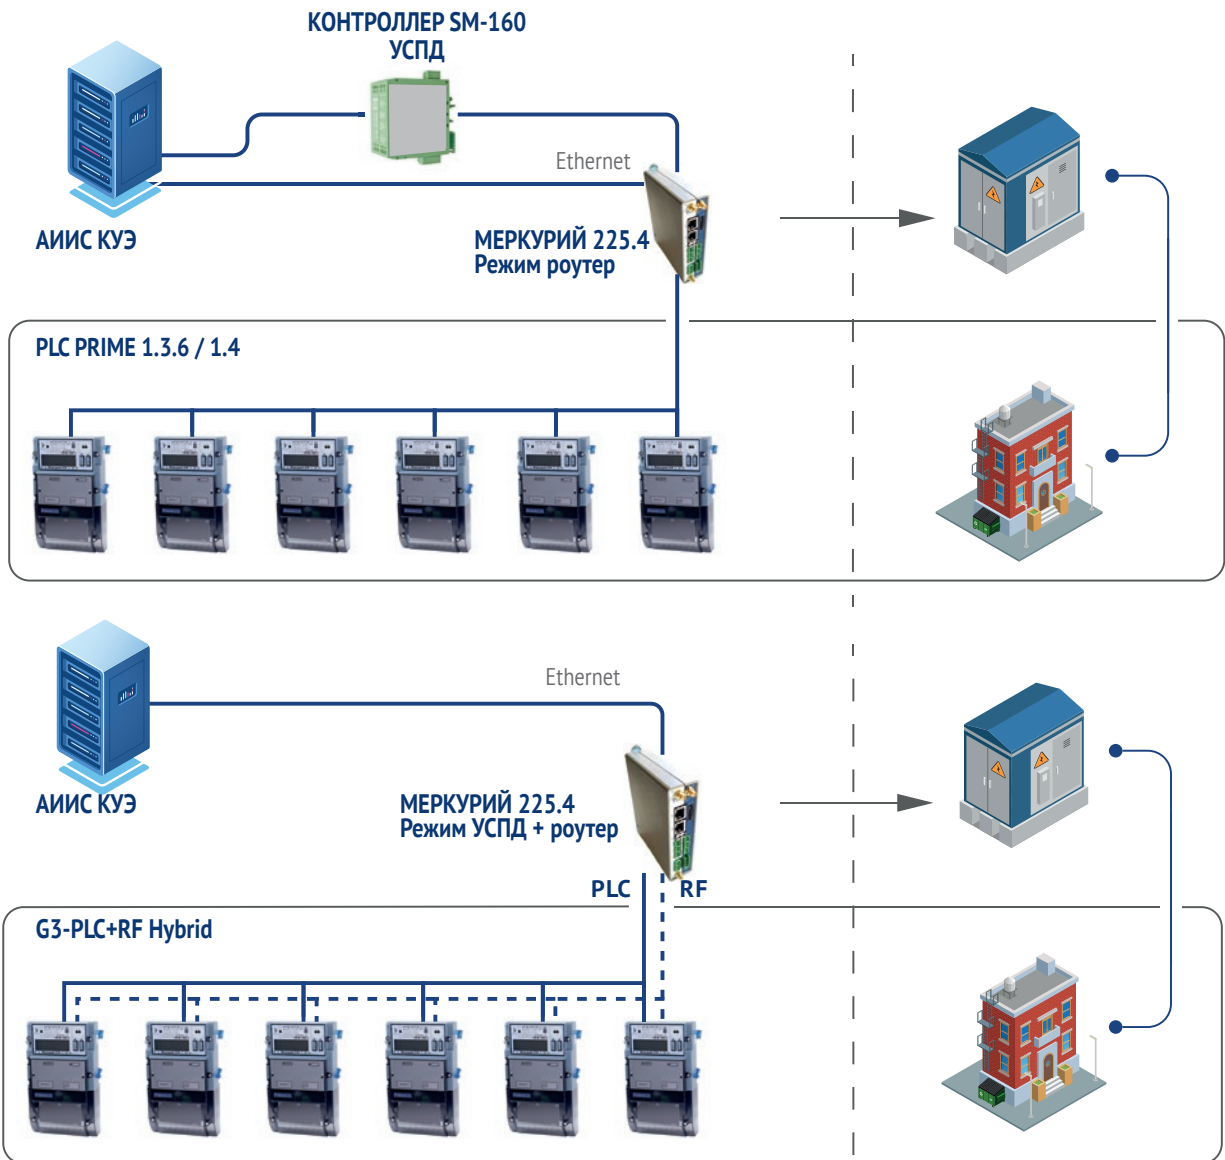 КОНТРОЛЛЕР SM-160
УСПД
Ethernet
АИИС КУЭ
МЕРКУРИЙ 225.4
Режим роутер
PLC PRIME 1.3.6 / 1.4
Ethernet
АИИС КУЭ
МЕРКУРИЙ 225.4
Режим УСПД + роутер
PLC
RF
G3-PLC+RF Hybrid